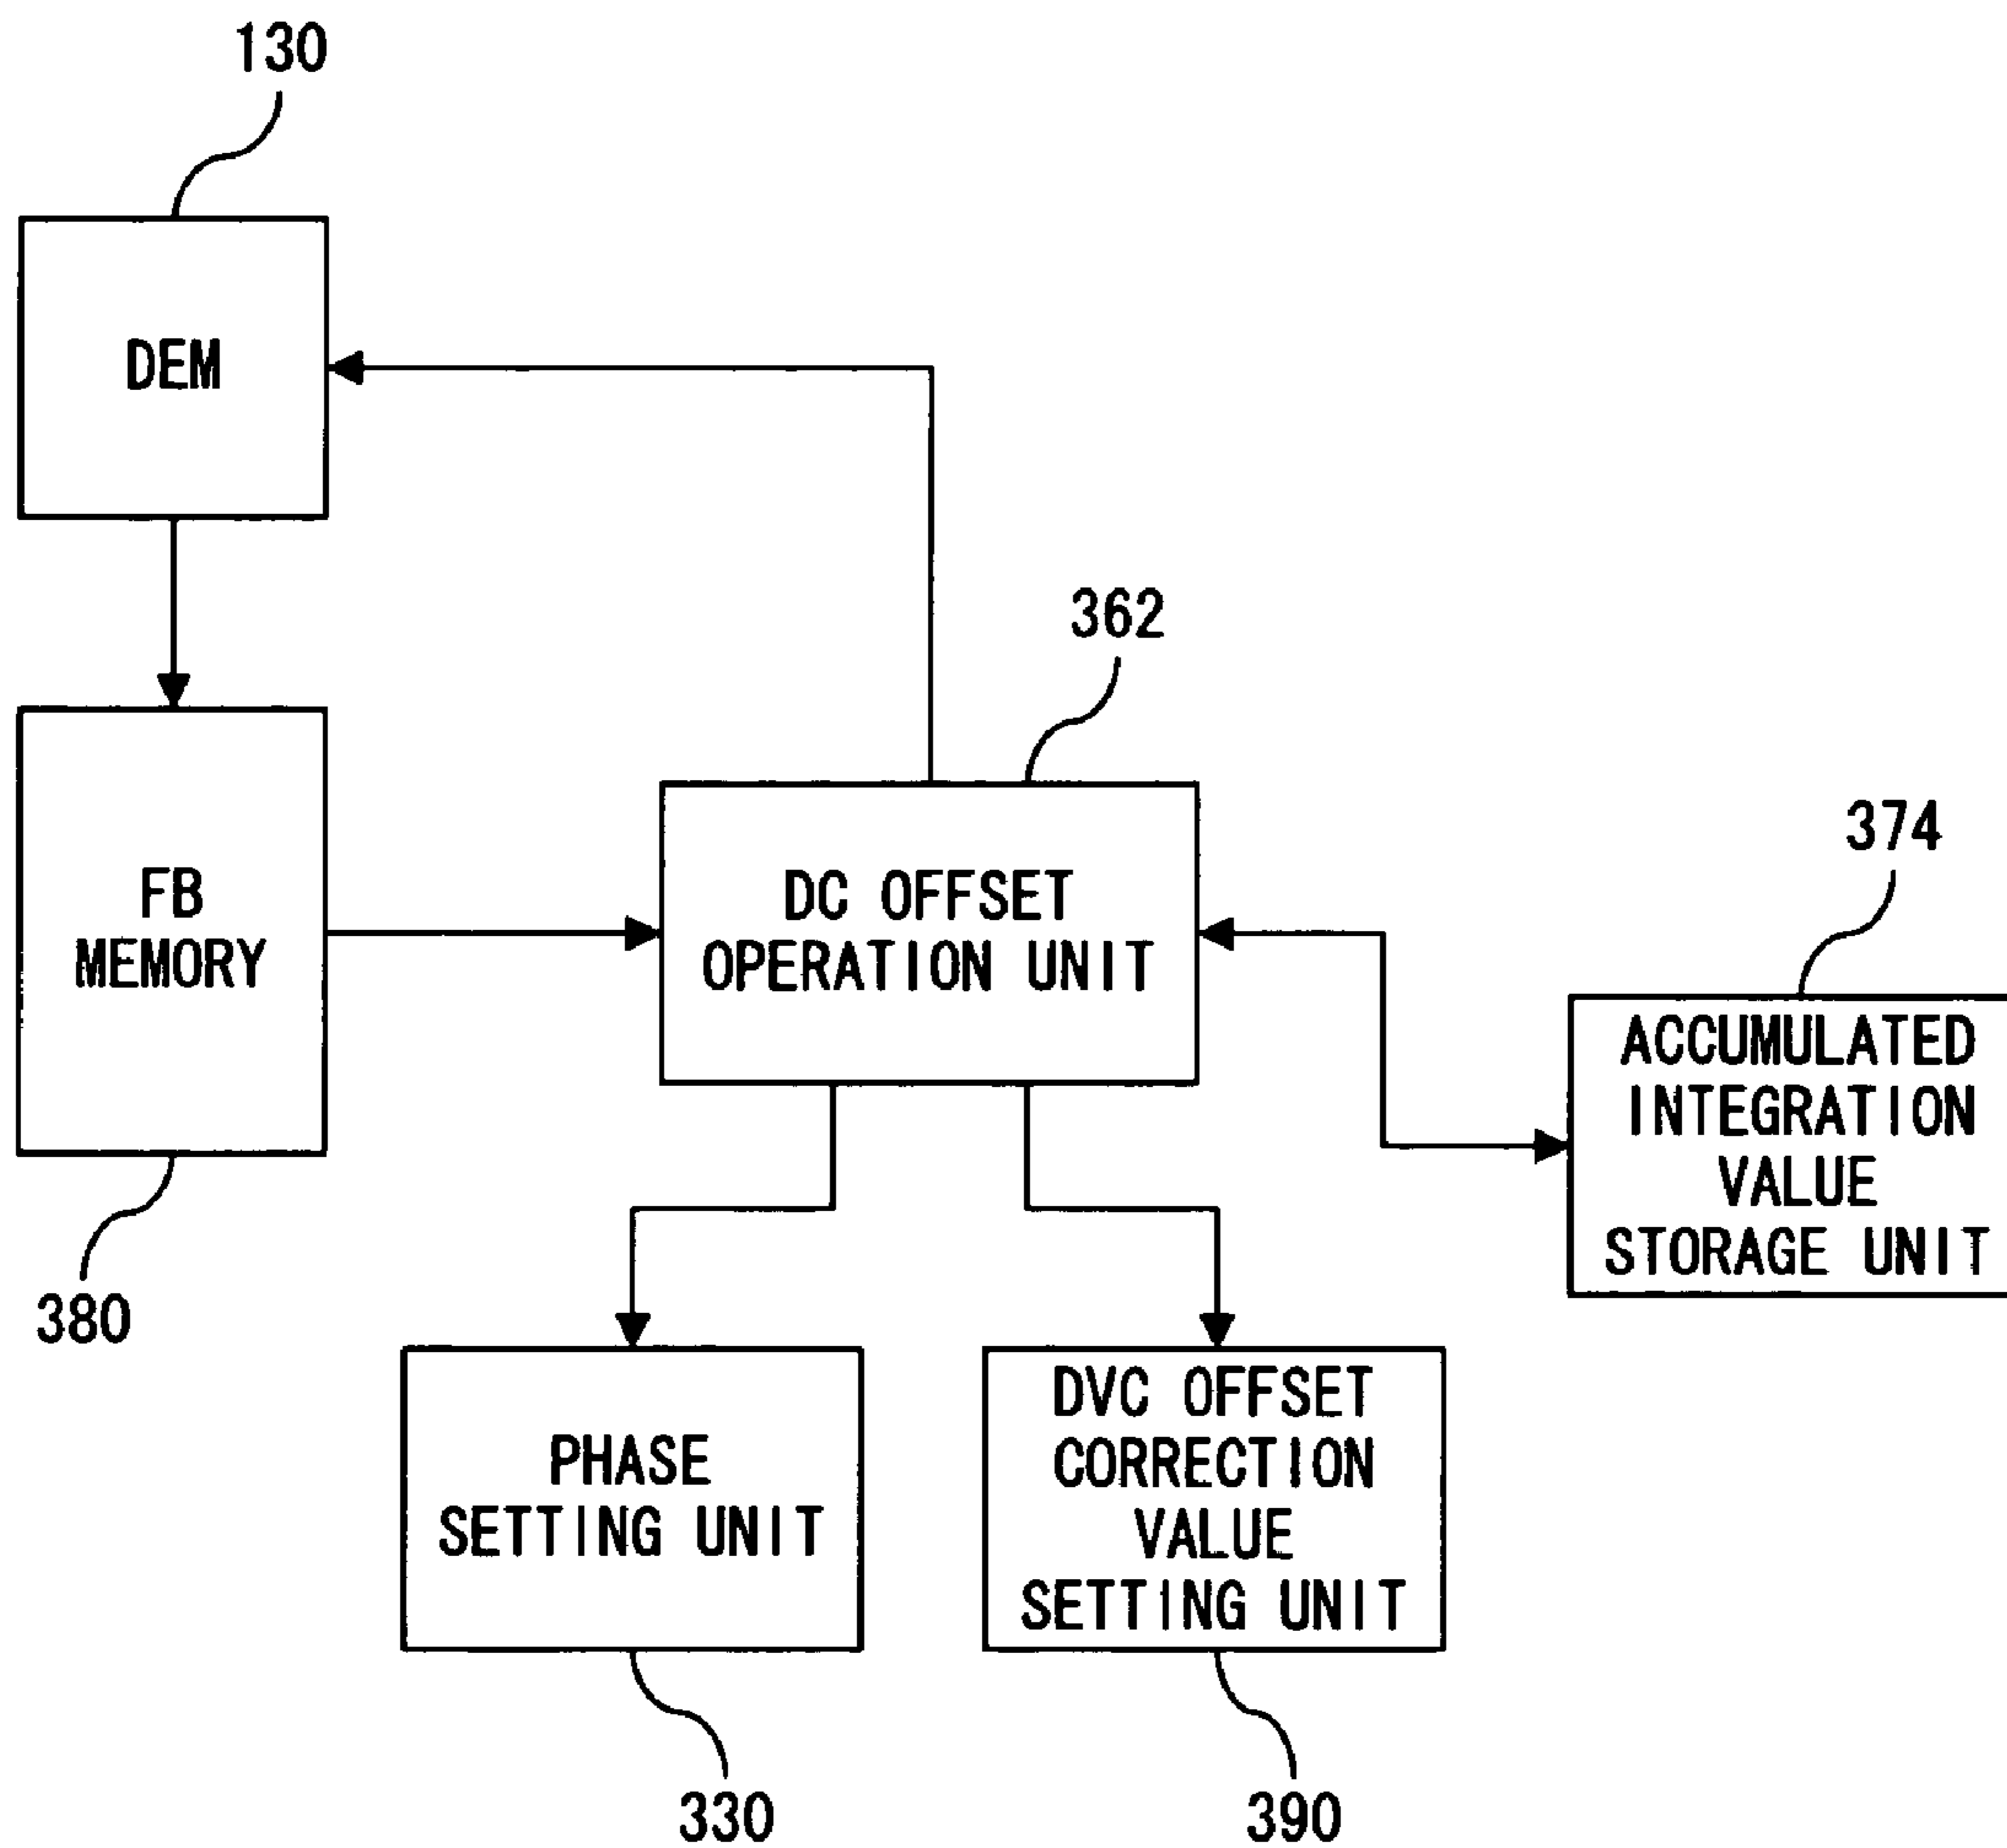 130
DEM
362
374
FB
MEMORY
DC OFFSET
OPERATION UNIT
ACCUMULATED
INTEGRATION
VALUE
STORAGE UNIT
380
PHASE
SETTING UNIT
DVC OFFSET
CORRECTION
VALUE
SETTING UNIT
330
390